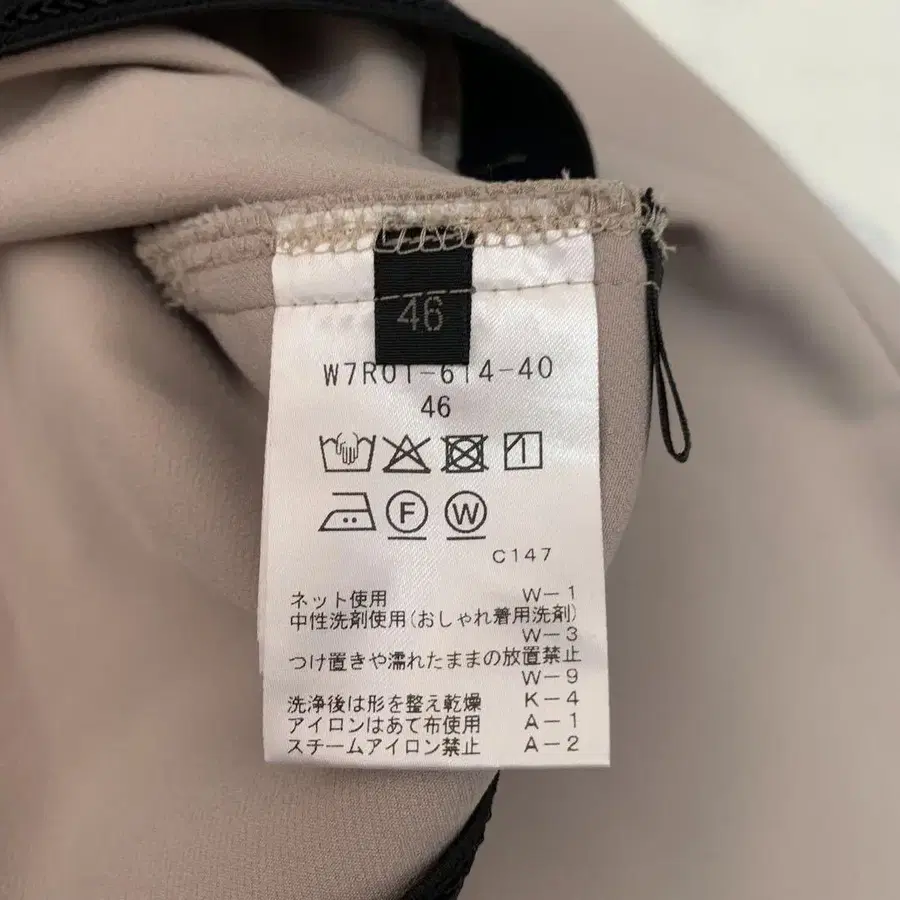 46
W7R01-614-40
46
F W
C147
ネット使用 W-1
中性洗剤使用(おしゃれ着用洗剤)
W-3
つけ置きや濡れたままの放置禁止
W-9
洗浄後は形を整え乾燥 K-4
アイロンはあて布使用 A-1
スチームアイロン禁止 A-2